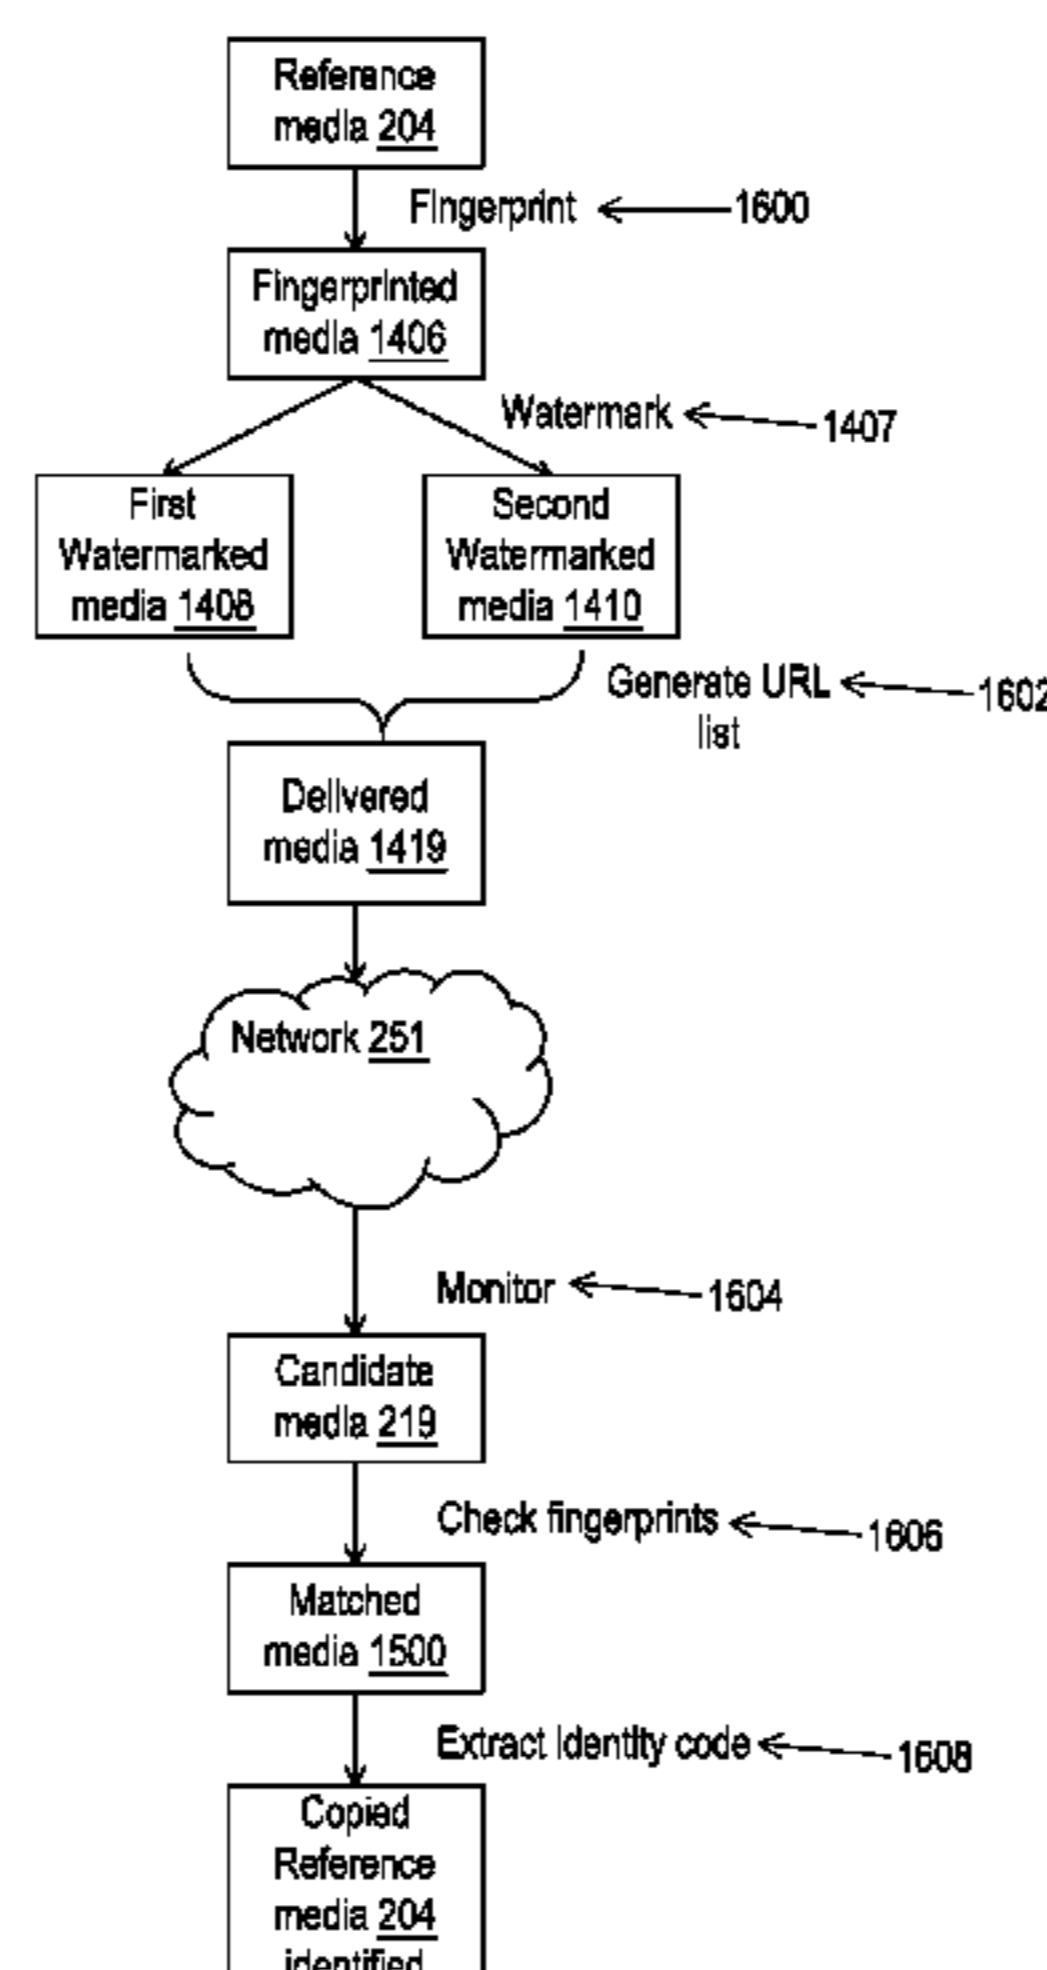 Reference
media 204
Fingerprint
1600
Fingerprinted
media 1406
Watermark
1407
First
Watermarked
media 1408
Second
Watermarked
media 1410
Generate URL
list
1602
Delivered
media 1419
Network 251
Monitor
1604
Candidate
media 219
Check fingerprints
1606
Matched
media 1500
Extract identity code
1608
Copied
Reference
media 204
identified